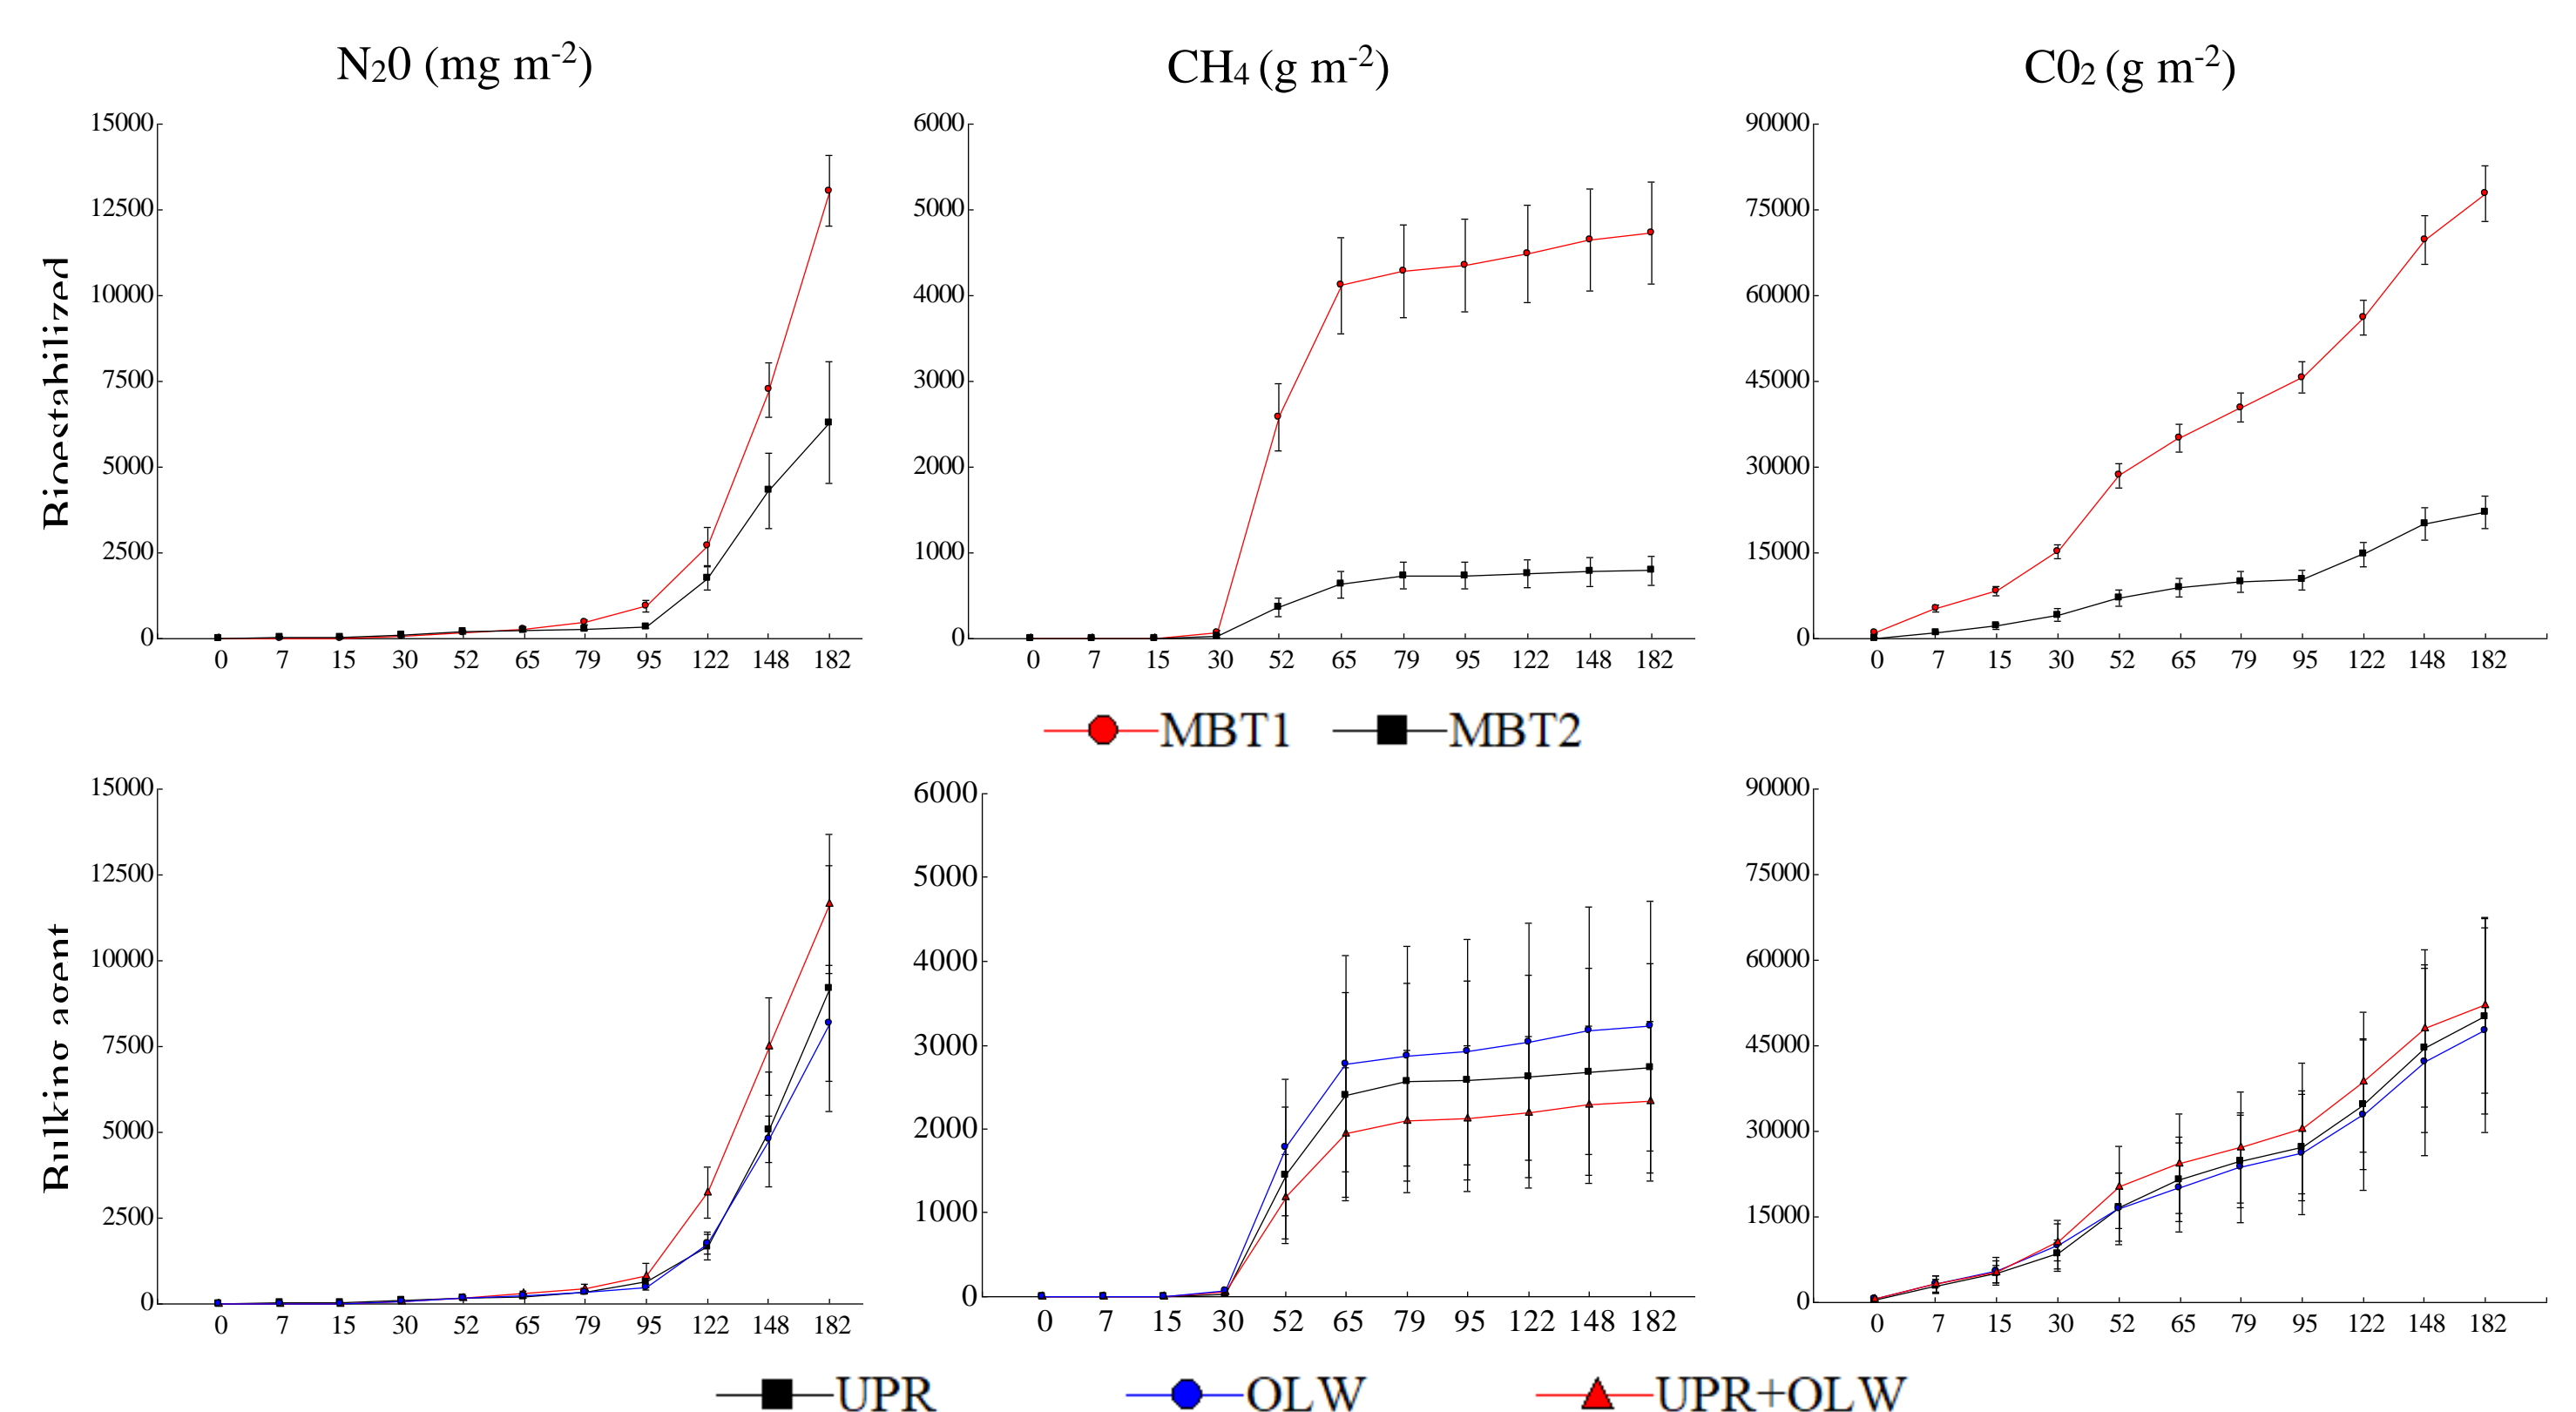 N₂0 (mg m⁻²) CH₄ (g m⁻²) C0₂ (g m⁻²)
15000 6000 90000
12500 5000 75000
10000 4000 60000
7500 3000 45000
5000 2000 30000
2500 1000 15000
0 0 0
0 7 15 30 52 65 79 95 122 148 182 0 7 15 30 52 65 79 95 122 148 182 0 7 15 30 52 65 79 95 122 148 182
Bioestabilized
MBT1 MBT2
15000 6000 90000
12500 5000 75000
10000 4000 60000
7500 3000 45000
5000 2000 30000
2500 1000 15000
0 0 0
0 7 15 30 52 65 79 95 122 148 182 0 7 15 30 52 65 79 95 122 148 182 0 7 15 30 52 65 79 95 122 148 182
Bulking agent
UPR OLW UPR+OLW